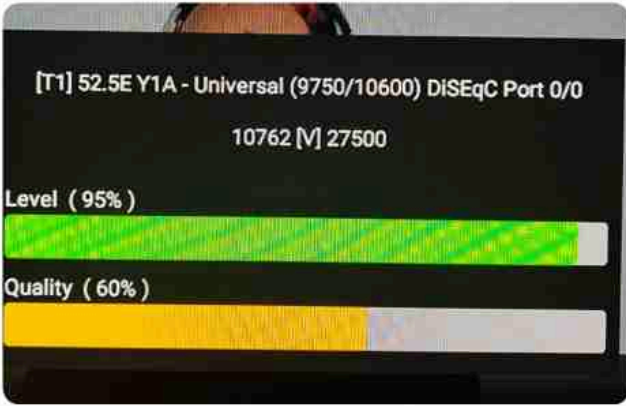 [T1] 52.5E Y1A - Universal (9750/10600) DiSEqC Port 0/0
10762 [V] 27500
Level ( 95% )
Quality ( 60% )